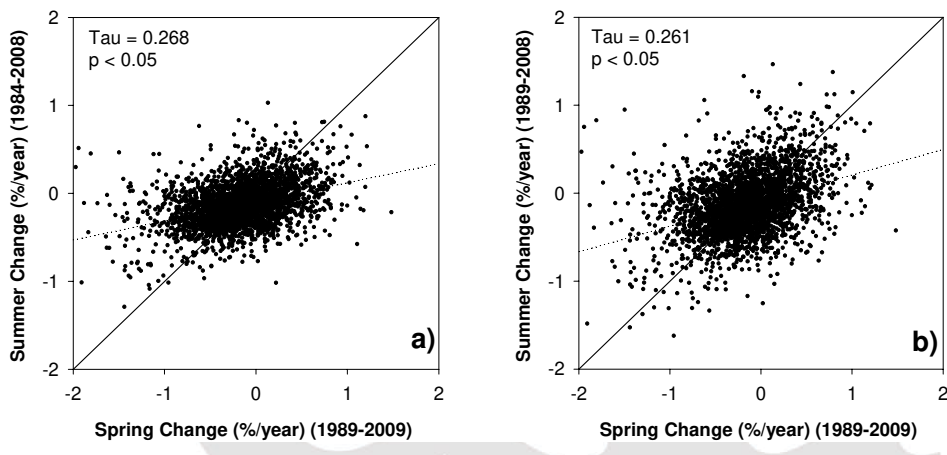 Tau = 0.268
p < 0.05
Summer Change (%/year) (1984-2008)
2
1
0
-1
-2
-2 -1 0 1 2
a)
Spring Change (%/year) (1989-2009)
Tau = 0.261
p < 0.05
Summer Change (%/year) (1989-2008)
2
1
0
-1
-2
-2 -1 0 1 2
b)
Spring Change (%/year) (1989-2009)